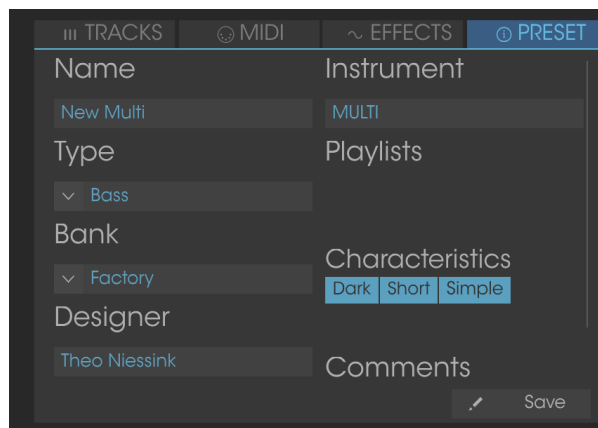 TRACKS MIDI EFFECTS PRESET
Name
New Multi
Type
Bass
Bank
Factory
Designer
Theo Niessink
Instrument
MULTI
Playlists
Characteristics
Dark Short Simple
Comments
Save